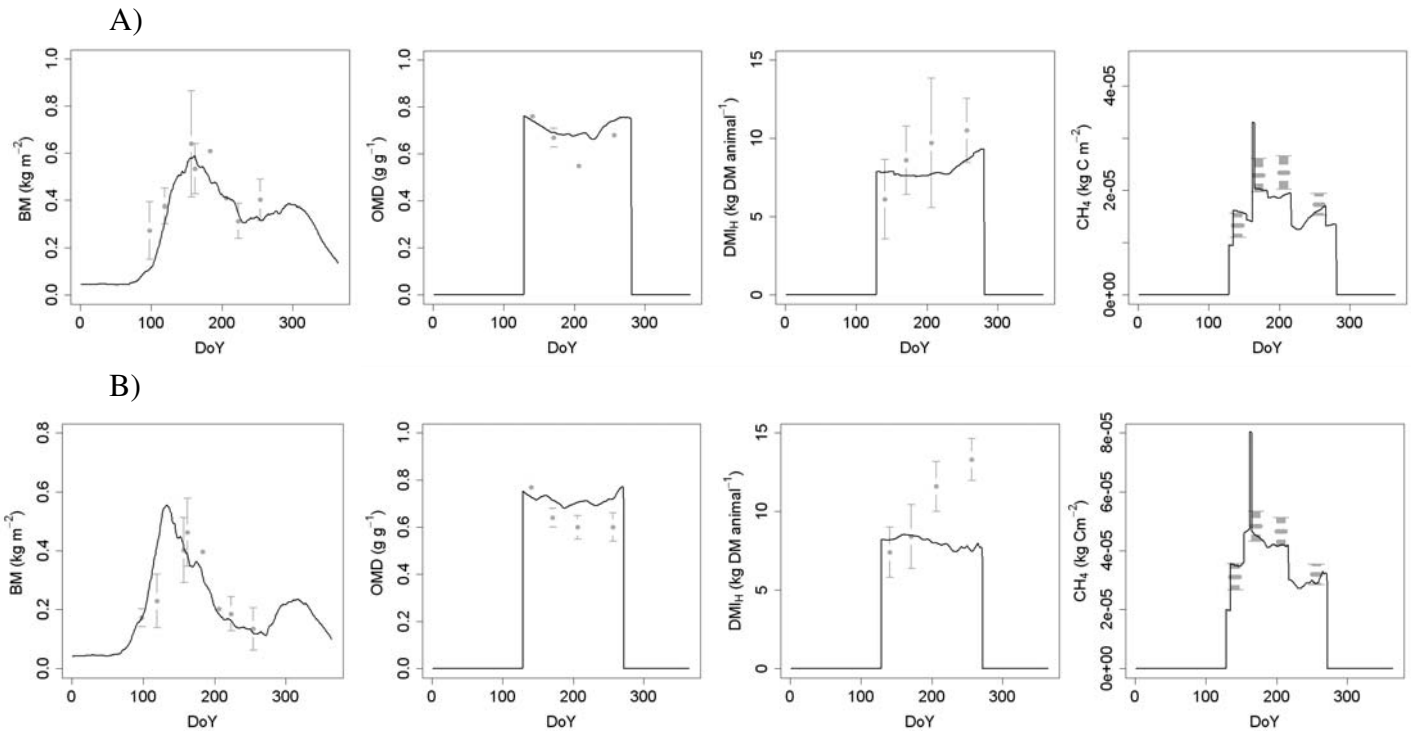 A)
BM (kg m⁻²)
1.0
0.8
0.6
0.4
0.2
0.0
0 100 200 300
DoY
OMD (g g⁻¹)
1.0
0.8
0.6
0.4
0.2
0.0
0 100 200 300
DoY
DMI_H (kg DM animal⁻¹)
15
10
5
0
0 100 200 300
DoY
CH₄ (kg C m⁻²)
4e-05
2e-05
0e+00
0 100 200 300
DoY
B)
BM (kg m⁻²)
0.8
0.6
0.4
0.2
0.0
0 100 200 300
DoY
OMD (g g⁻¹)
1.0
0.8
0.6
0.4
0.2
0.0
0 100 200 300
DoY
DMI_H (kg DM animal⁻¹)
15
10
5
0
0 100 200 300
DoY
CH₄ (kg Cm⁻²)
8e-05
6e-05
4e-05
2e-05
0e+00
0 100 200 300
DoY